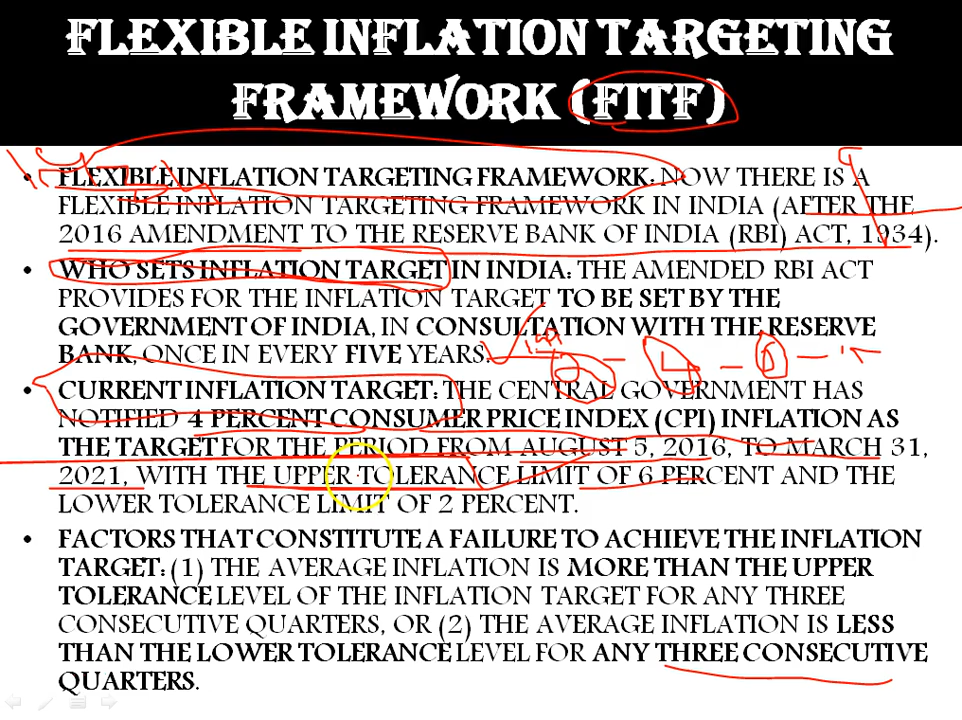 FLEXIBLE INFLATION TARGETING
FRAMEWORK (FITF)
• FLEXIBLE INFLATION TARGETING FRAMEWORK: NOW THERE IS A
FLEXIBLE INFLATION TARGETING FRAMEWORK IN INDIA (AFTER THE
2016 AMENDMENT TO THE RESERVE BANK OF INDIA (RBI) ACT, 1934).
• WHO SETS INFLATION TARGET IN INDIA: THE AMENDED RBI ACT
PROVIDES FOR THE INFLATION TARGET TO BE SET BY THE
GOVERNMENT OF INDIA, IN CONSULTATION WITH THE RESERVE
BANK, ONCE IN EVERY FIVE YEARS.
2 - 4 - 6
• CURRENT INFLATION TARGET: THE CENTRAL GOVERNMENT HAS
NOTIFIED 4 PERCENT CONSUMER PRICE INDEX (CPI) INFLATION AS
THE TARGET FOR THE PERIOD FROM AUGUST 5, 2016, TO MARCH 31,
2021, WITH THE UPPER TOLERANCE LIMIT OF 6 PERCENT AND THE
LOWER TOLERANCE LIMIT OF 2 PERCENT.
• FACTORS THAT CONSTITUTE A FAILURE TO ACHIEVE THE INFLATION
TARGET: (1) THE AVERAGE INFLATION IS MORE THAN THE UPPER
TOLERANCE LEVEL OF THE INFLATION TARGET FOR ANY THREE
CONSECUTIVE QUARTERS, OR (2) THE AVERAGE INFLATION IS LESS
THAN THE LOWER TOLERANCE LEVEL FOR ANY THREE CONSECUTIVE
QUARTERS.